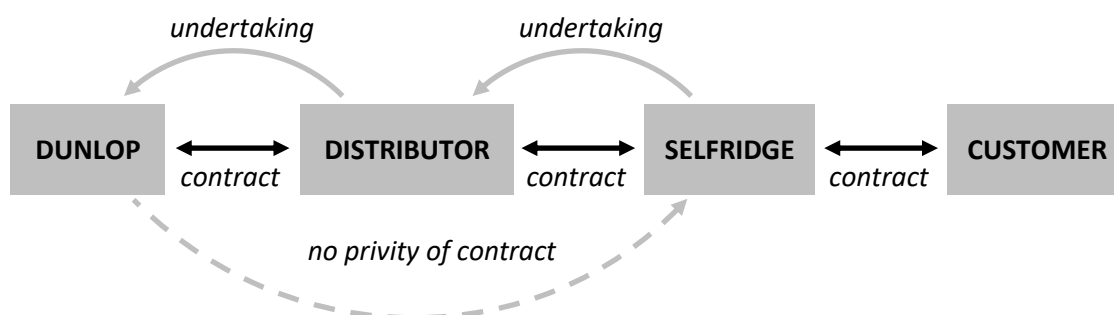 undertaking
undertaking
DUNLOP
DISTRIBUTOR
SELFRIDGE
CUSTOMER
contract
contract
contract
no privity of contract